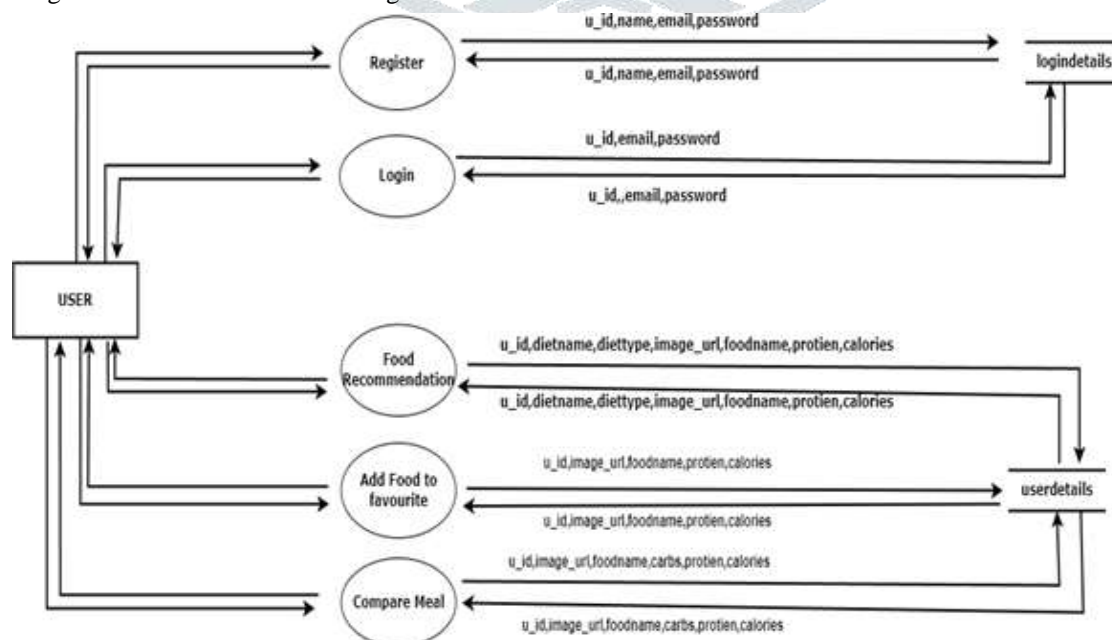 u_id,name,email,password
Register
logindetails
u_id,name,email,password
u_id,email,password
Login
u_id,,email,password
USER
u_id,dietname,diettype,image_url,foodname,protien,calories
Food
Recommendation
u_id,dietname,diettype,image_url,foodname,protien,calories
u_id,image_url,foodname,protien,calories
Add Food to
favourite
userdetails
u_id,image_url,foodname,protien,calories
u_id,image_url,foodname,carbs,protien,calories
Compare Meal
u_id,image_url,foodname,carbs,protien,calories